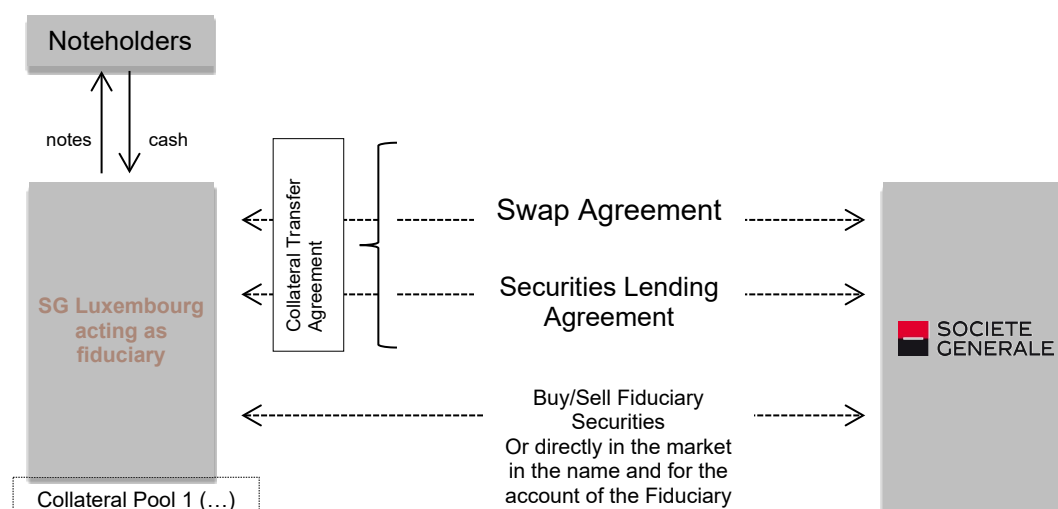 Noteholders
notes
cash
Collateral Transfer
Agreement
Swap Agreement
Securities Lending
Agreement
SG Luxembourg
acting as
fiduciary
SOCIETE
GENERALE
Buy/Sell Fiduciary
Securities
Or directly in the market
in the name and for the
account of the Fiduciary
Collateral Pool 1 (…)